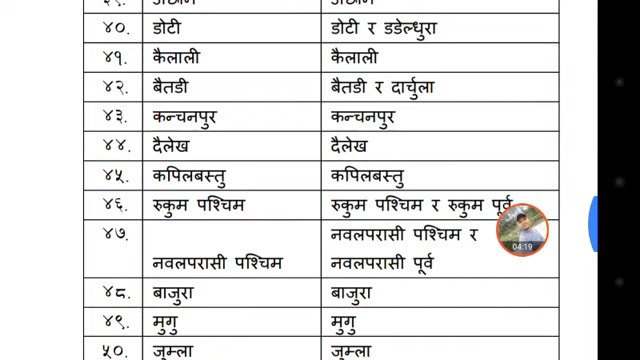 ४०. डोटी डोटी र डडेल्धुरा
४१. कैलाली कैलाली
४२. बैतडी बैतडी र दार्चुला
४३. कन्चनपुर कन्चनपुर
४४. दैलेख दैलेख
४५. कपिलबस्तु कपिलबस्तु
४६. रुकुम पश्चिम रुकुम पश्चिम र रुकुम पूर्व
४७. नवलपरासी पश्चिम र
नवलपरासी पश्चिम नवलपरासी पूर्व
04:19
४८. बाजुरा बाजुरा
४९. मुगु मुगु
५०. जुम्ला जुम्ला